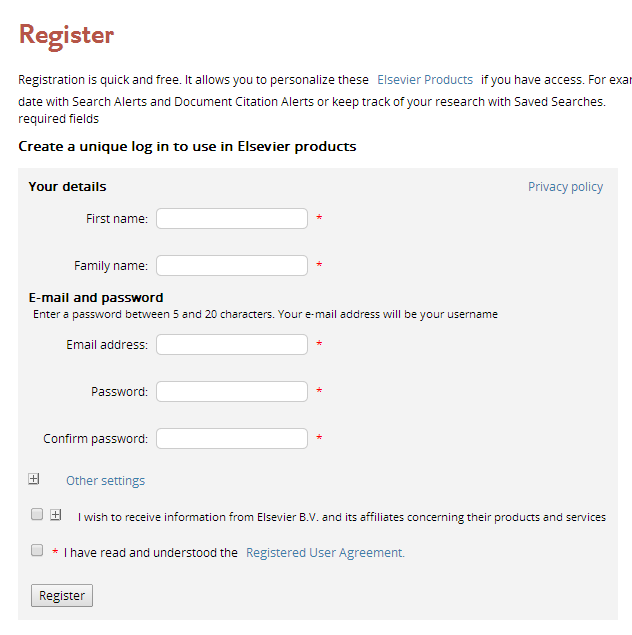 Register
Registration is quick and free. It allows you to personalize these Elsevier Products if you have access. For exar
date with Search Alerts and Document Citation Alerts or keep track of your research with Saved Searches.
required fields
Create a unique log in to use in Elsevier products
Your details Privacy policy
First name: *
Family name: *
E-mail and password
Enter a password between 5 and 20 characters. Your e-mail address will be your username
Email address: *
Password: *
Confirm password: *
Other settings
I wish to receive information from Elsevier B.V. and its affiliates concerning their products and services
* I have read and understood the Registered User Agreement.
Register